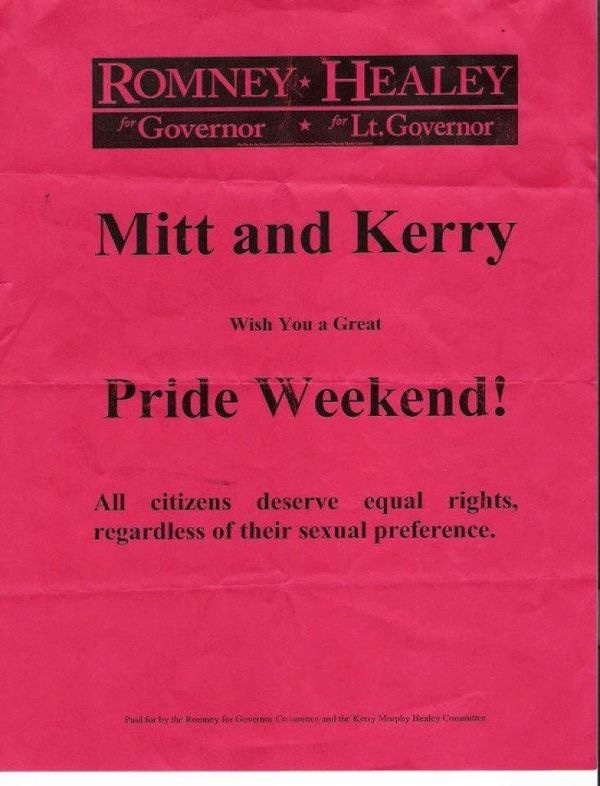 ROMNEY ★ HEALEY
for Governor ★ for Lt. Governor
Mitt and Kerry
Wish You a Great
Pride Weekend!
All citizens deserve equal rights,
regardless of their sexual preference.
Paid for by the Romney for Governor Committee and the Kerry Murphy Healey Committee